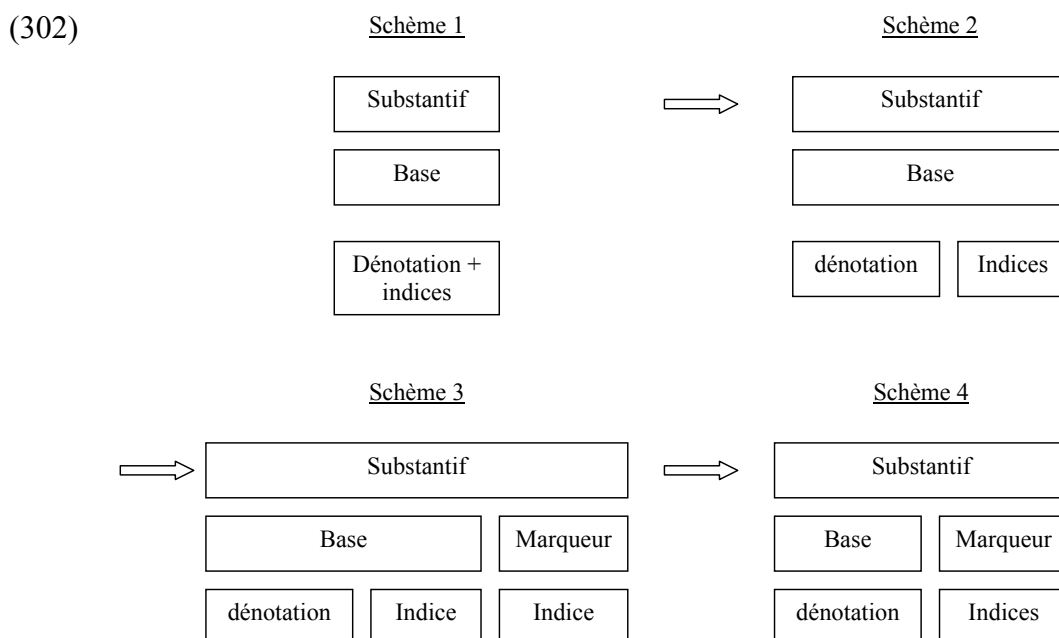 (302)
Schème 1 Schème 2
Substantif Substantif
Base Base
Dénotation +
indices
dénotation Indices
Schème 3 Schème 4
Substantif Substantif
Base Marqueur Base Marqueur
dénotation Indice Indice dénotation Indices